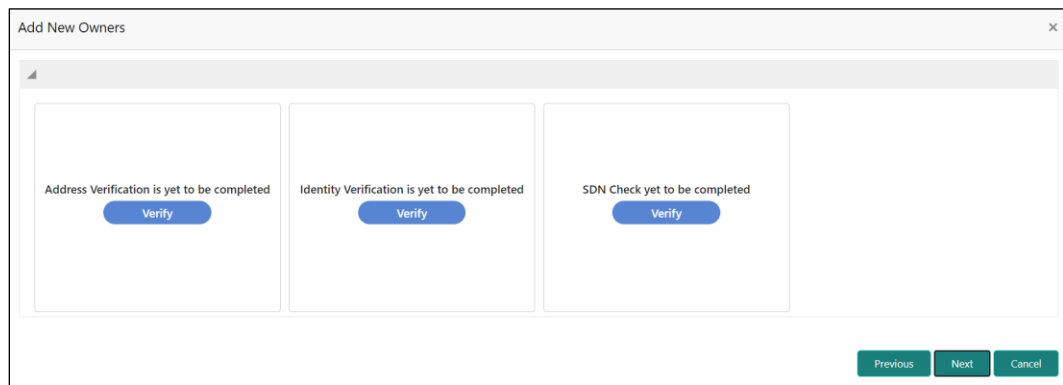 Add New Owners
Address Verification is yet to be completed
Verify
Identity Verification is yet to be completed
Verify
SDN Check yet to be completed
Verify
Previous
Next
Cancel